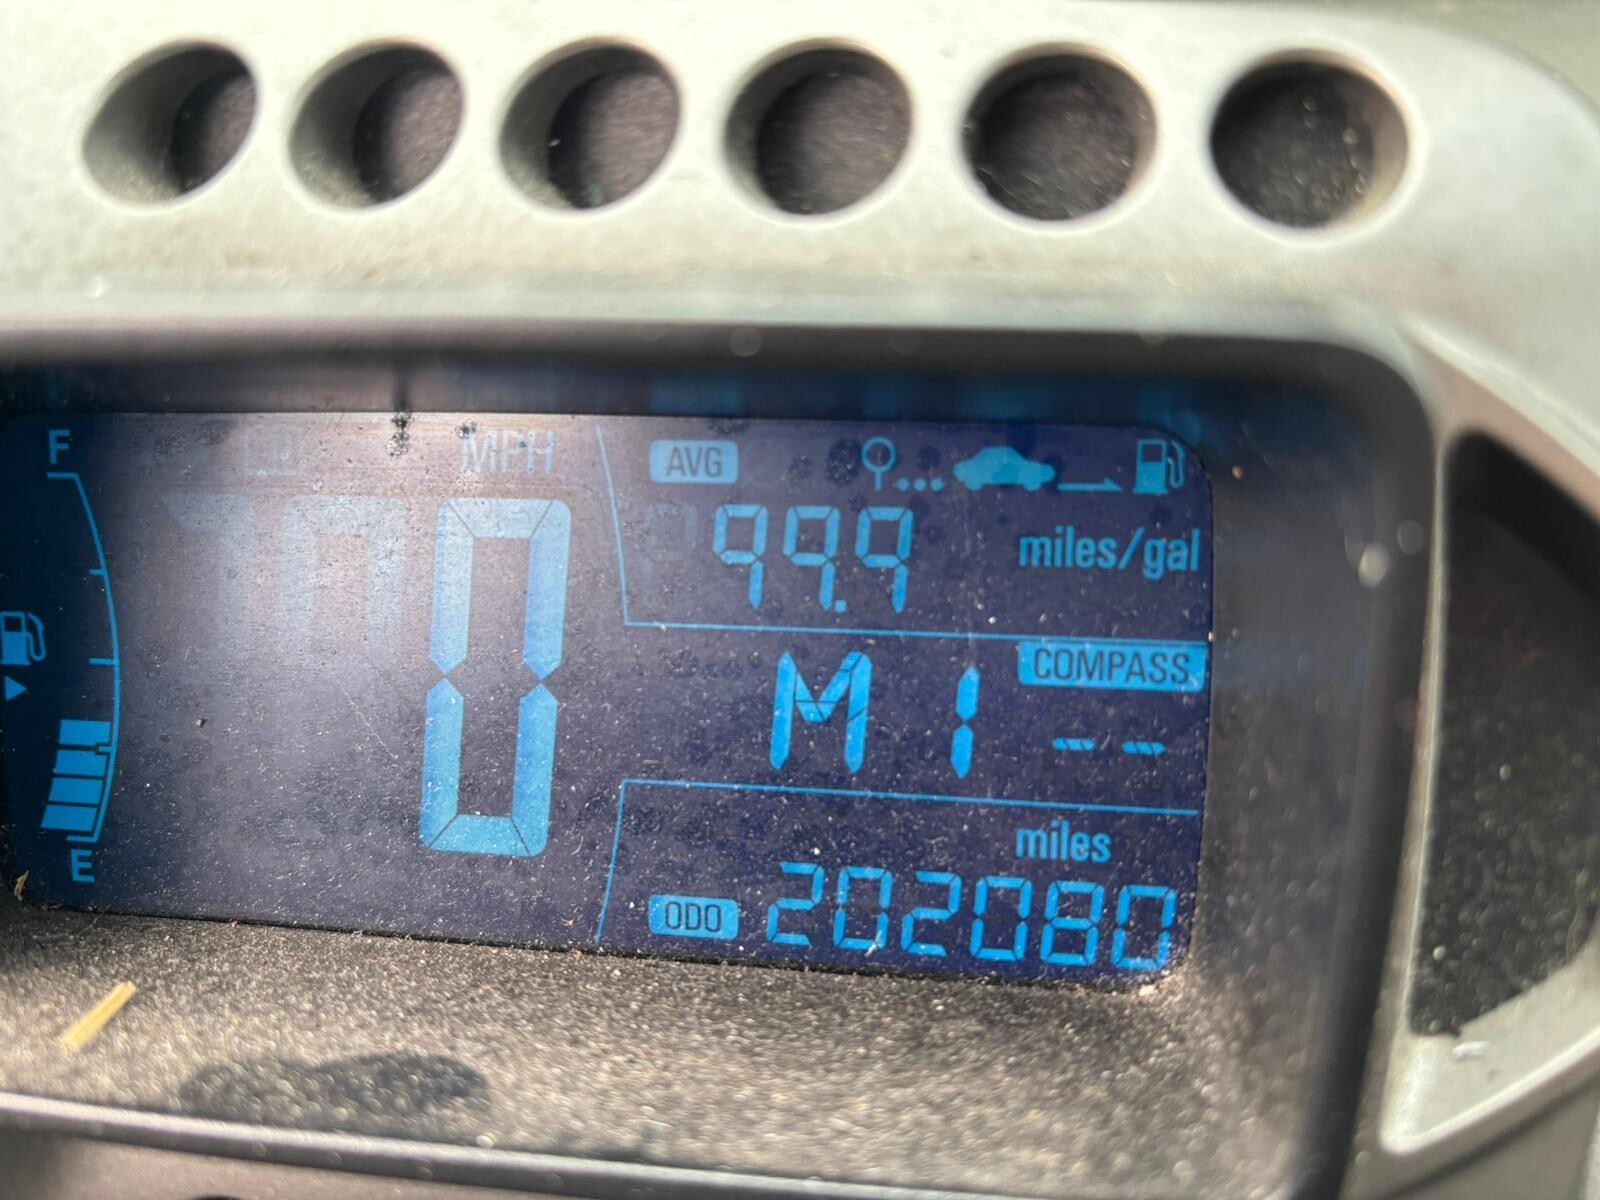 F
MPH
0
E
AVG
99.9 miles/gal
COMPASS
M 1 --
miles
ODO 202080